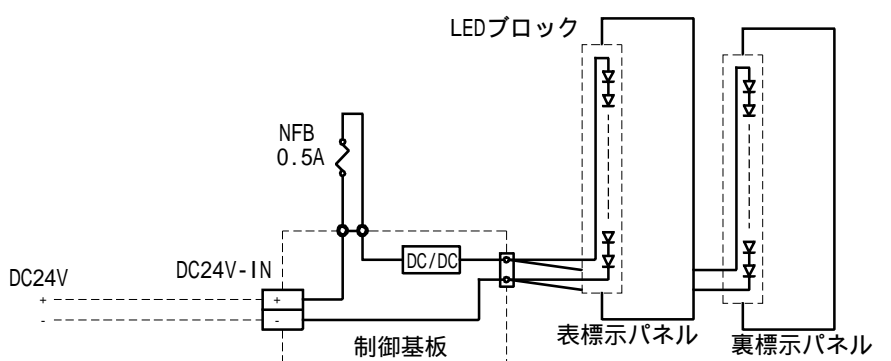 LEDブロック
NFB
0.5A
DC/DC
DC24V
DC24V-IN
+
-
+
-
制御基板
表標示パネル
裏標示パネル